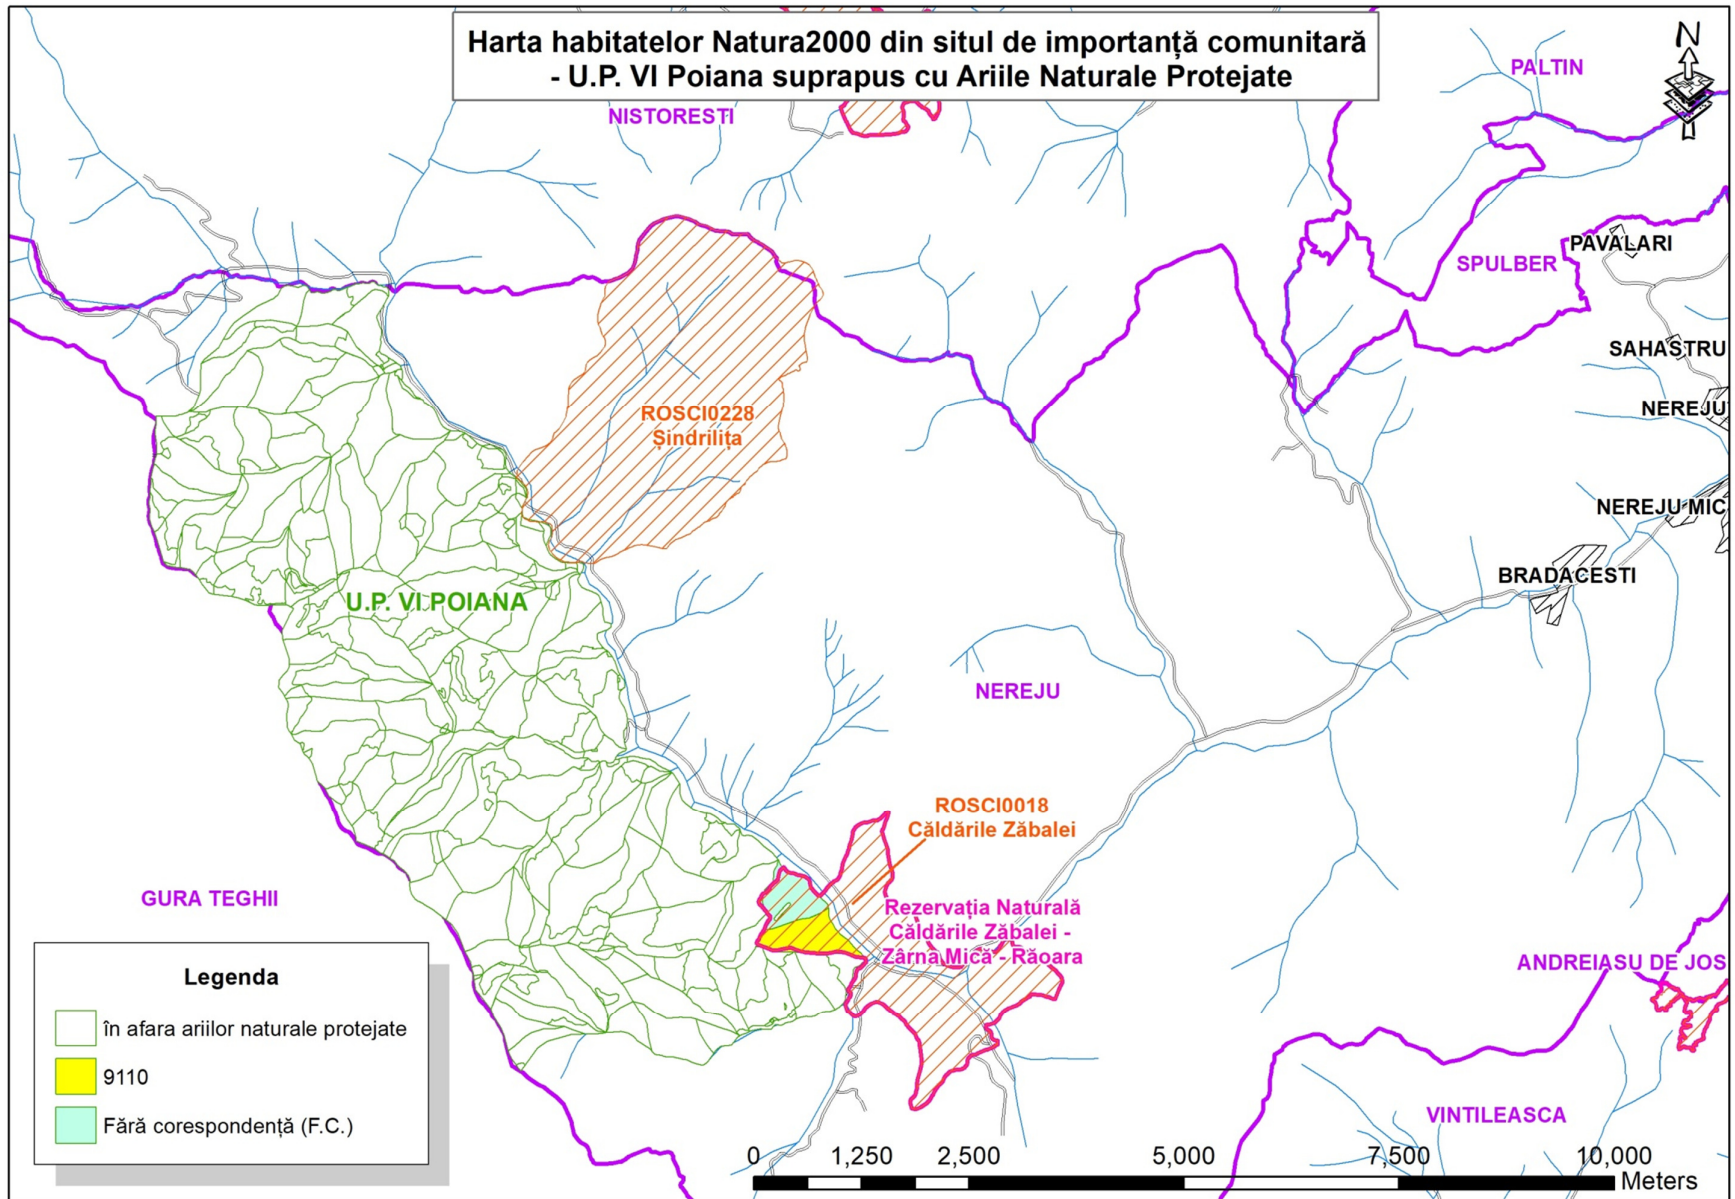 Harta habitatelor Natura2000 din situl de importanță comunitară
- U.P. VI Poiana suprapus cu Ariile Naturale Protejate
N
PALTIN
NISTORESTI
PAVALARI
SPULBER
SAHASTRU
NEREJU
ROSCI0228
Șindrilița
NEREJU MIC
BRADACESTI
U.P. VI POIANA
NEREJU
ROSCI0018
Căldările Zăbalei
GURA TEGHII
Rezervația Naturală
Căldările Zăbalei -
Zârna Mică - Răoara
ANDREIASU DE JOS
VINTILEASCA
Legenda
în afara ariilor naturale protejate
9110
Fără corespondență (F.C.)
0 1,250 2,500 5,000 7,500 10,000
Meters